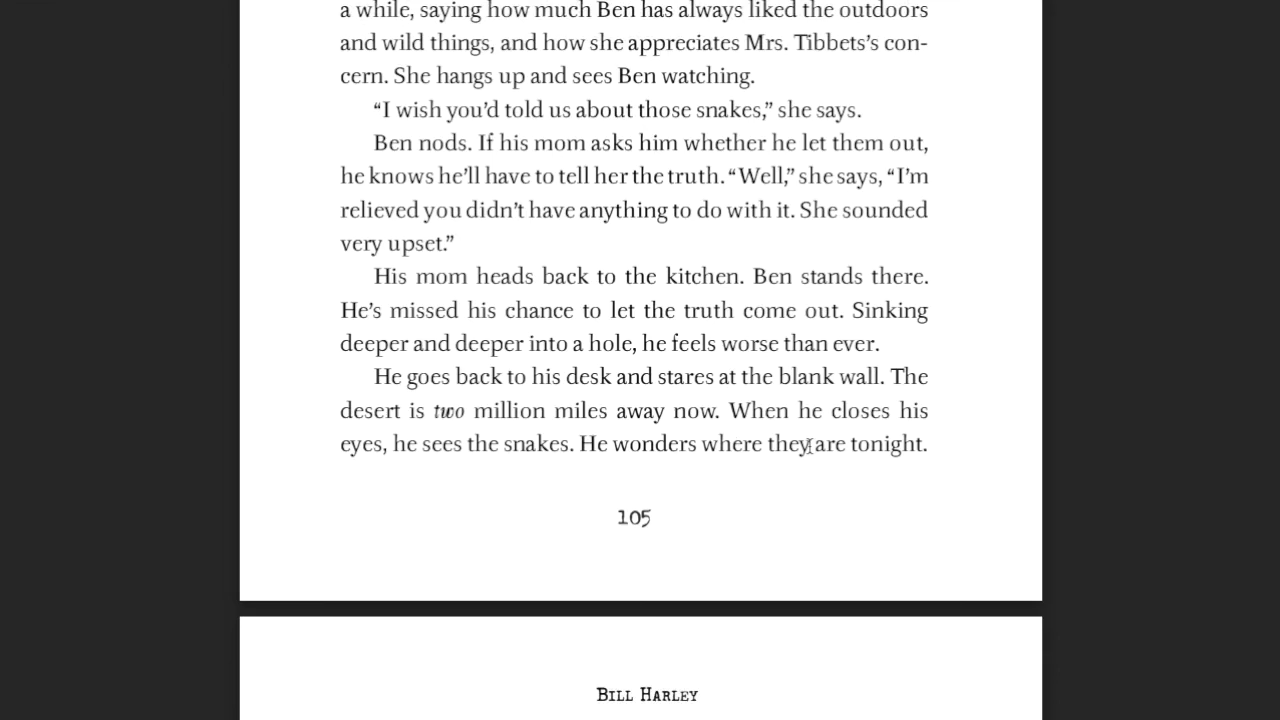 a while, saying how much Ben has always liked the outdoors
and wild things, and how she appreciates Mrs. Tibbets’s con-
cern. She hangs up and sees Ben watching.
“I wish you’d told us about those snakes,” she says.
Ben nods. If his mom asks him whether he let them out,
he knows he’ll have to tell her the truth. “Well,” she says, “I’m
relieved you didn’t have anything to do with it. She sounded
very upset.”
His mom heads back to the kitchen. Ben stands there.
He’s missed his chance to let the truth come out. Sinking
deeper and deeper into a hole, he feels worse than ever.
He goes back to his desk and stares at the blank wall. The
desert is two million miles away now. When he closes his
eyes, he sees the snakes. He wonders where they are tonight.
105
Bill Harley